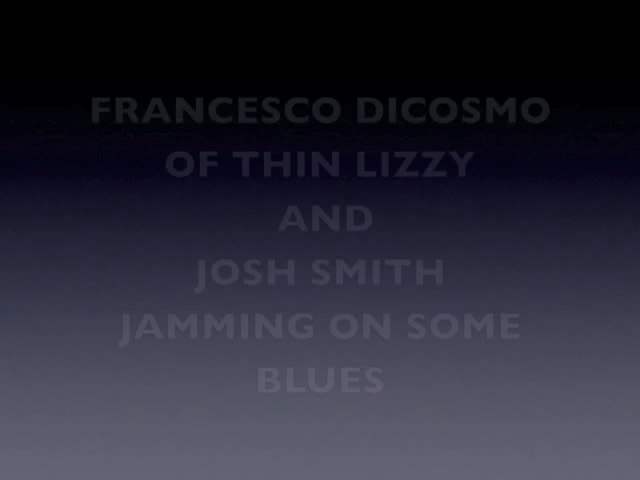 FRANCESCO DICOSMO
OF THIN LIZZY
AND
JOSH SMITH
JAMMING ON SOME
BLUES